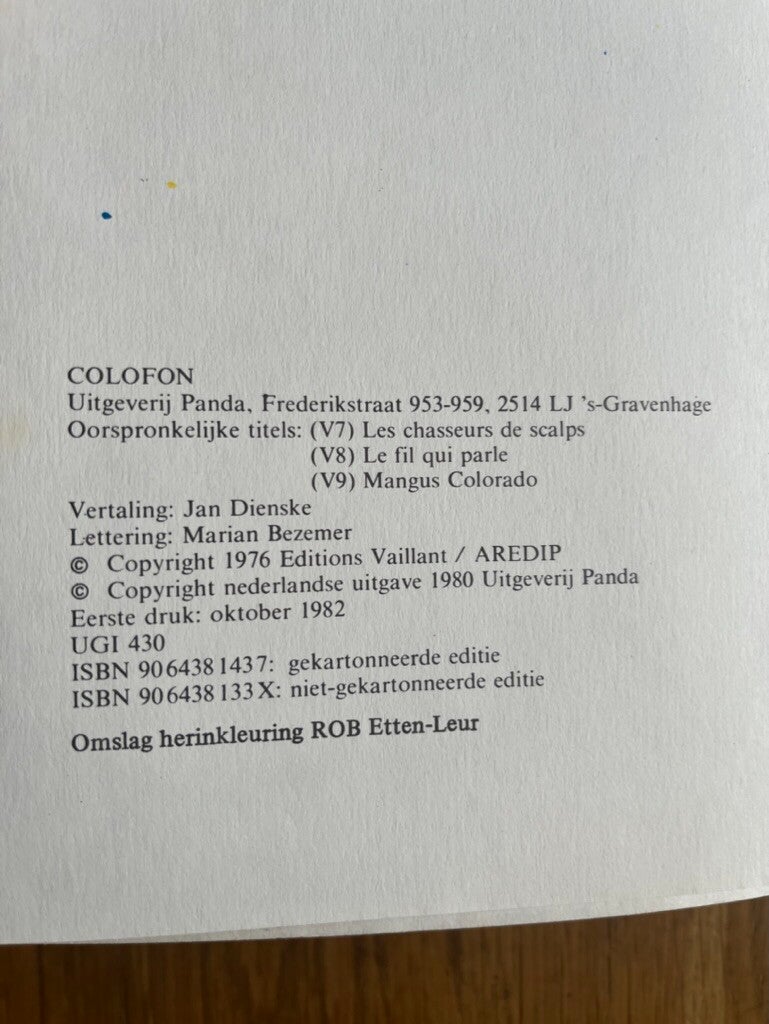 COLOFON
Uitgeverij Panda, Frederikstraat 953-959, 2514 LJ 's-Gravenhage
Oorspronkelijke titels: (V7) Les chasseurs de scalps
(V8) Le fil qui parle
(V9) Mangus Colorado
Vertaling: Jan Dienske
Lettering: Marian Bezemer
© Copyright 1976 Editions Vaillant / AREDIP
© Copyright nederlandse uitgave 1980 Uitgeverij Panda
Eerste druk: oktober 1982
UGI 430
ISBN 90 6438 143 7: gekartonneerde editie
ISBN 90 6438 133 X: niet-gekartonneerde editie
Omslag herinkleuring ROB Etten-Leur